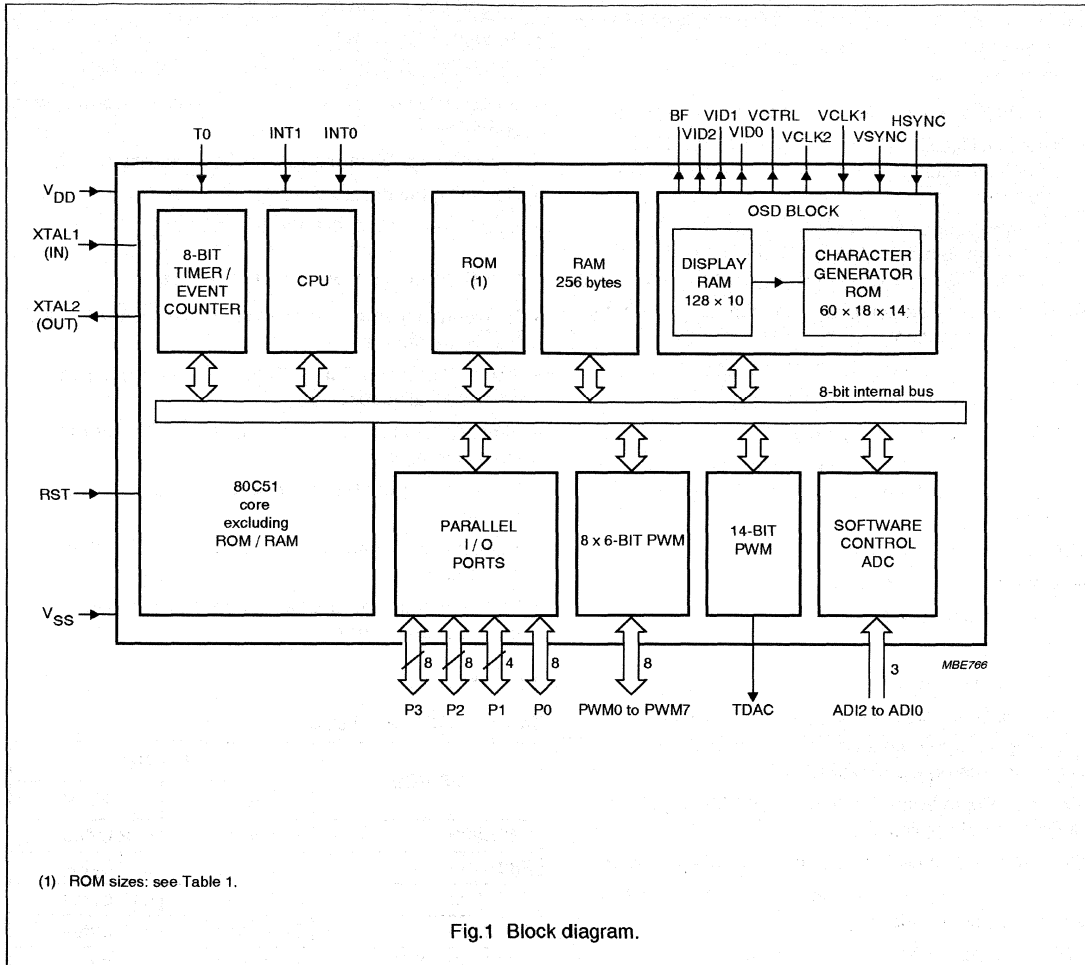 BF VID1 VCTRL VCLK1 HSYNC
VID2 VID0 VCLK2 VSYNC
T0 INT1 INT0
VDD
XTAL1
(IN)
XTAL2
(OUT)
RST
VSS
8-BIT
TIMER /
EVENT
COUNTER
CPU
ROM
(1)
RAM
256 bytes
OSD BLOCK
DISPLAY
RAM
128 × 10
CHARACTER
GENERATOR
ROM
60 × 18 × 14
8-bit internal bus
80C51
core
excluding
ROM / RAM
PARALLEL
I / O
PORTS
8 x 6-BIT PWM
14-BIT
PWM
SOFTWARE
CONTROL
ADC
8 8 4 8 8 3
MBE766
P3 P2 P1 P0 PWM0 to PWM7 TDAC ADI2 to ADI0
(1) ROM sizes: see Table 1.
Fig.1 Block diagram.